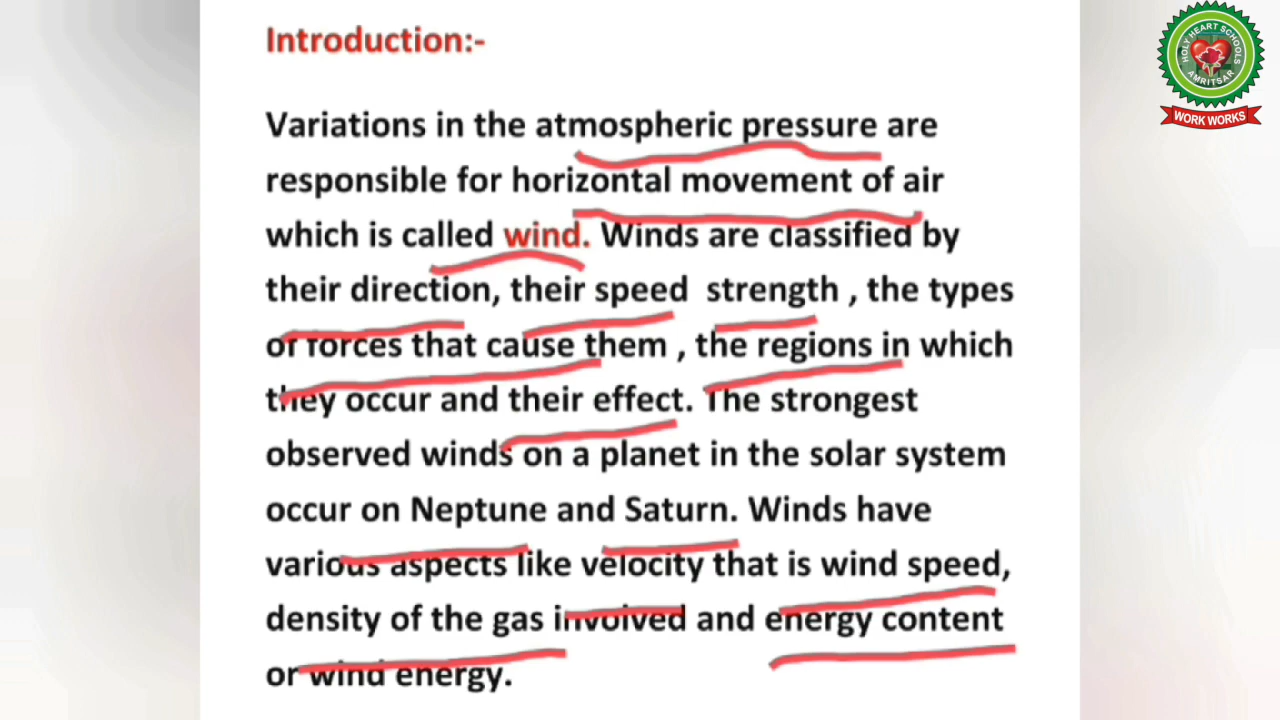 Introduction:-
Variations in the atmospheric pressure are
responsible for horizontal movement of air
which is called wind. Winds are classified by
their direction, their speed strength , the types
of forces that cause them , the regions in which
they occur and their effect. The strongest
observed winds on a planet in the solar system
occur on Neptune and Saturn. Winds have
various aspects like velocity that is wind speed,
density of the gas involved and energy content
or wind energy.
HOLY HEART SCHOOLS
AMRITSAR
WORK WORKS